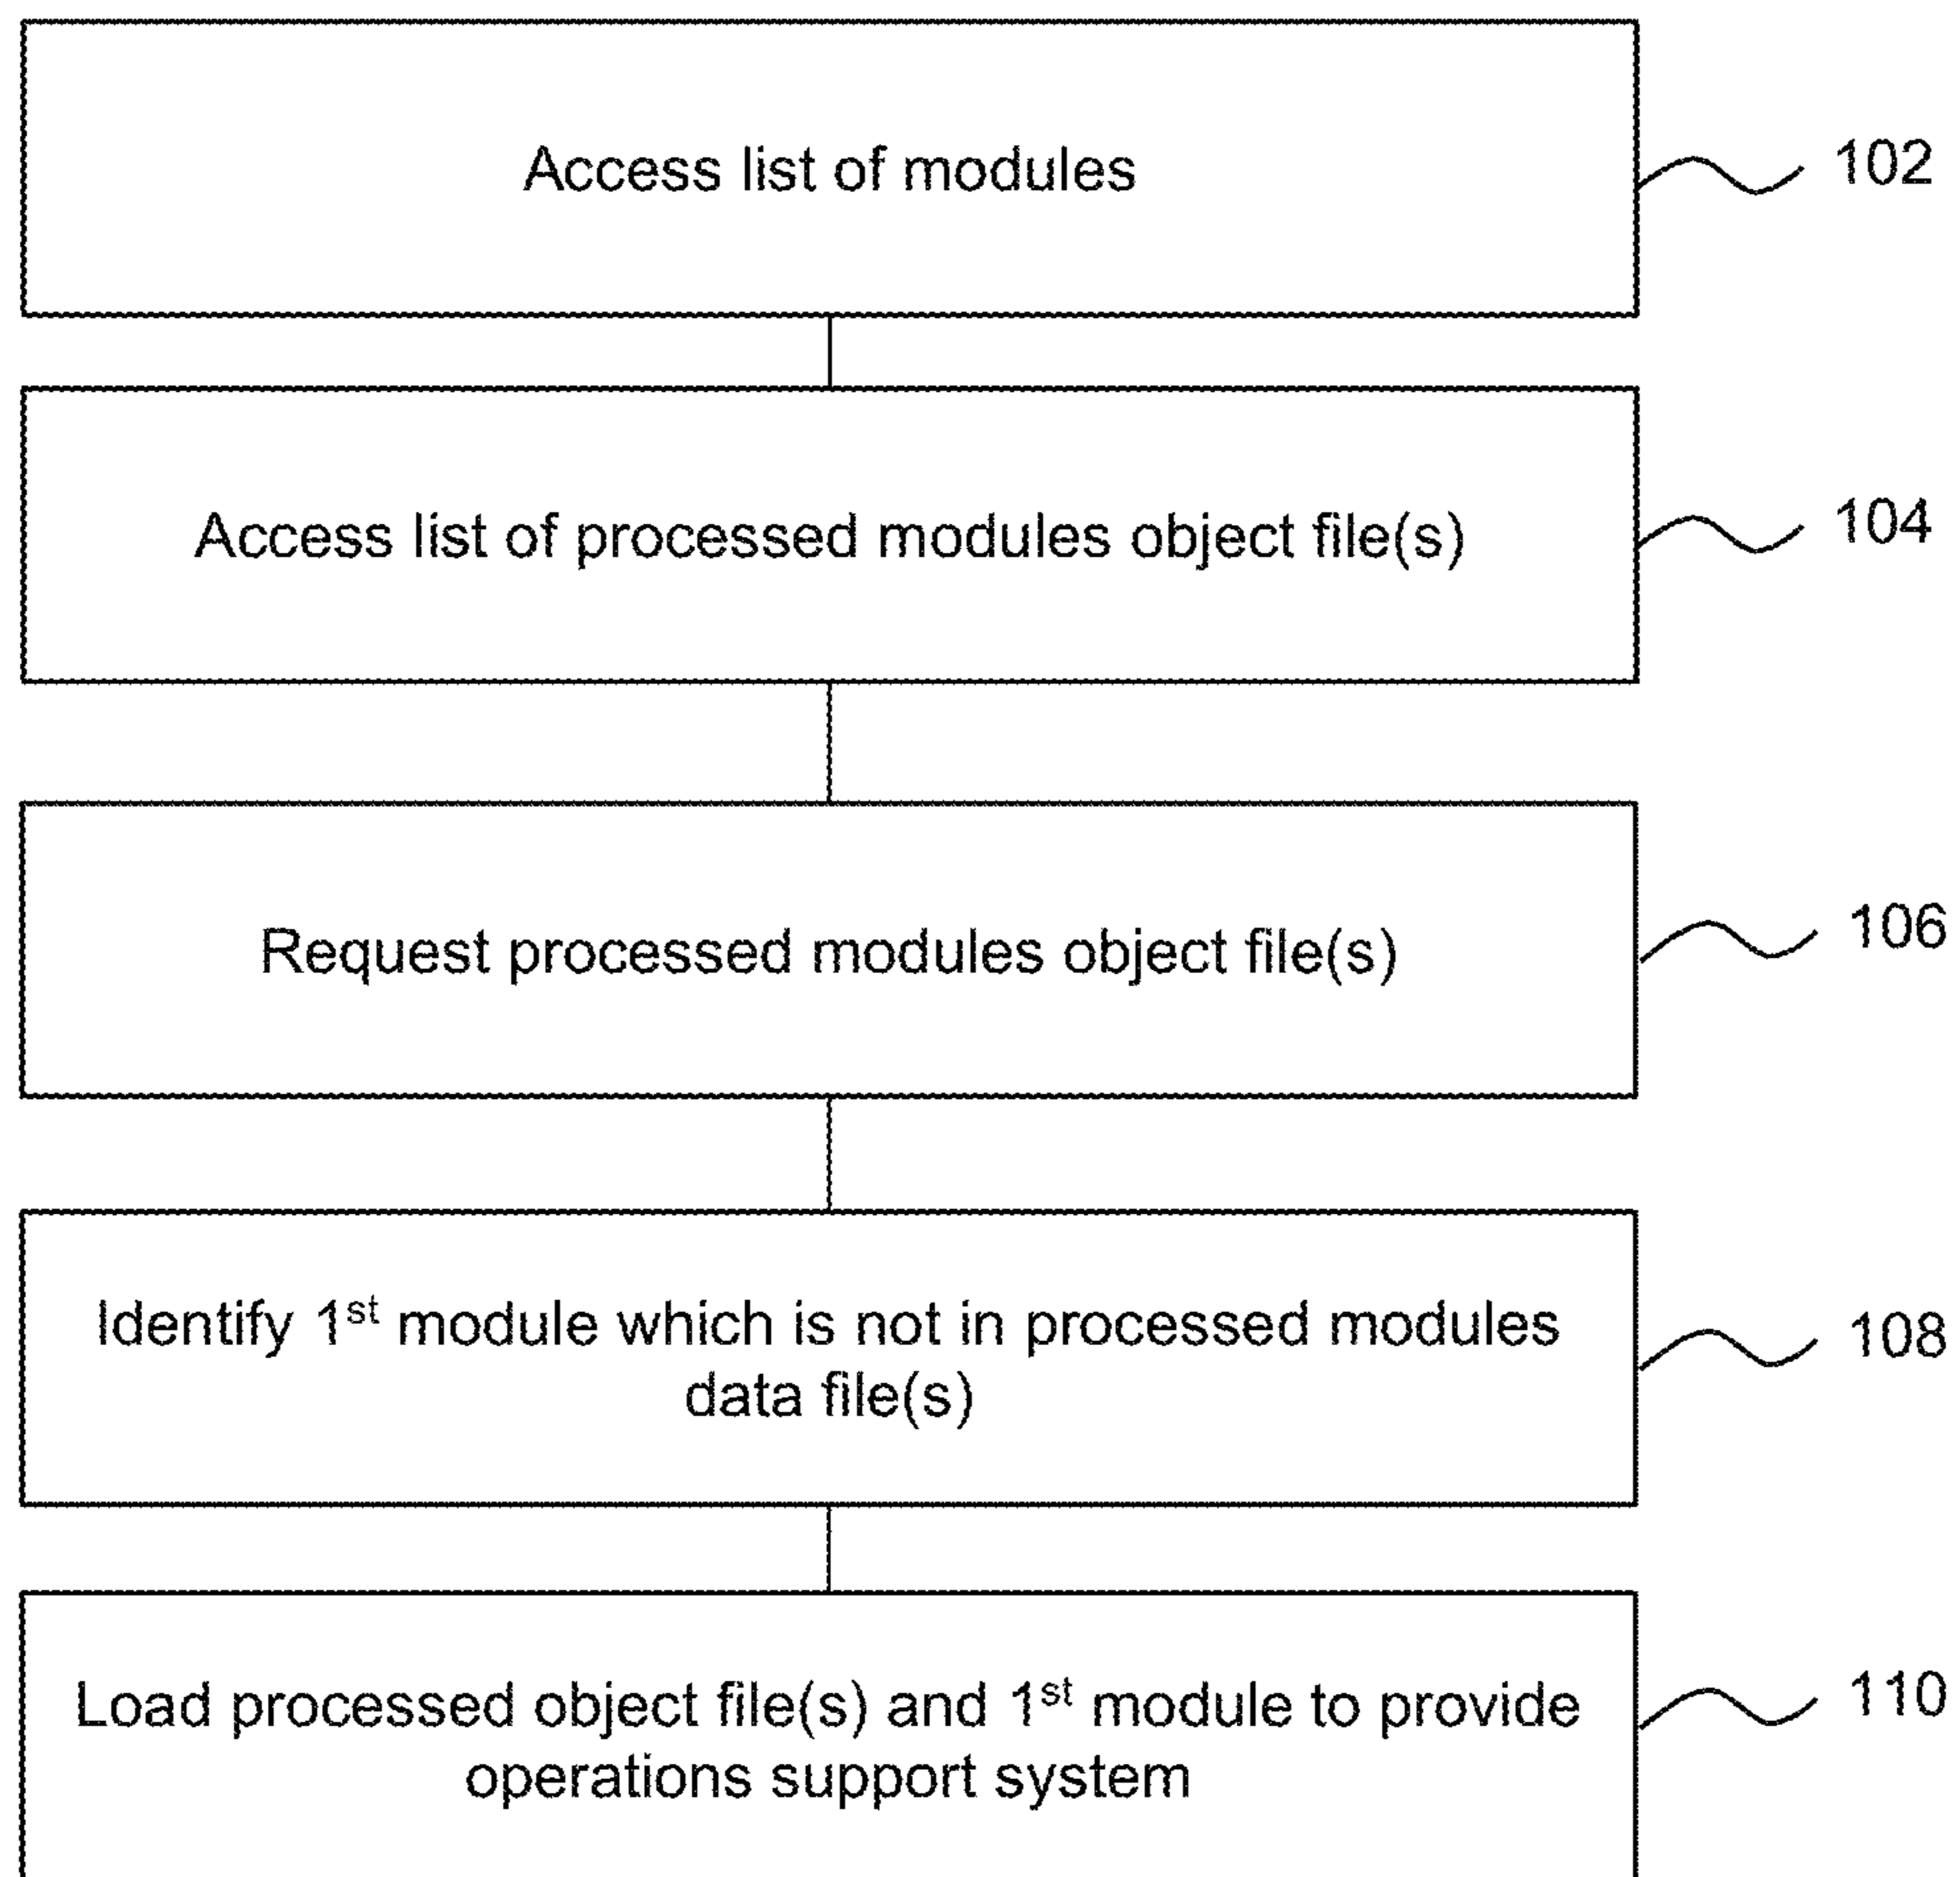 Access list of modules
102
Access list of processed modules object file(s)
104
Request processed modules object file(s)
106
Identify 1st module which is not in processed modules
data file(s)
108
Load processed object file(s) and 1st module to provide
operations support system
110